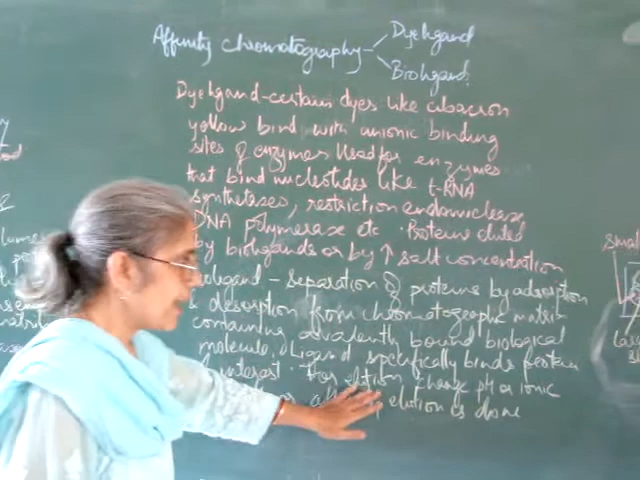 Affinity chromatography
Dyeligand
Bioligand
Dyeligand-certain dyes like cibacron
yellow bind with anionic binding
sites of enzymes. Used for enzymes
that bind nucleotides like t-RNA
synthetases, restriction endonuclease,
DNA polymerase etc. Proteins eluted
by bioligands or by ↑ salt concentration
ligand - Separation of proteins by adsorption
& desorption from chromatographic matrix
containing covalently bound biological
molecule. Ligand specifically binds protein
interest. For elution change pH or ionic
elution is done